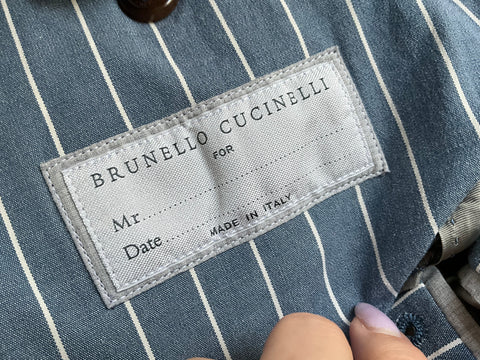 BRUNELLO CUCINELLI
FOR
Mr
Date
MADE IN ITALY